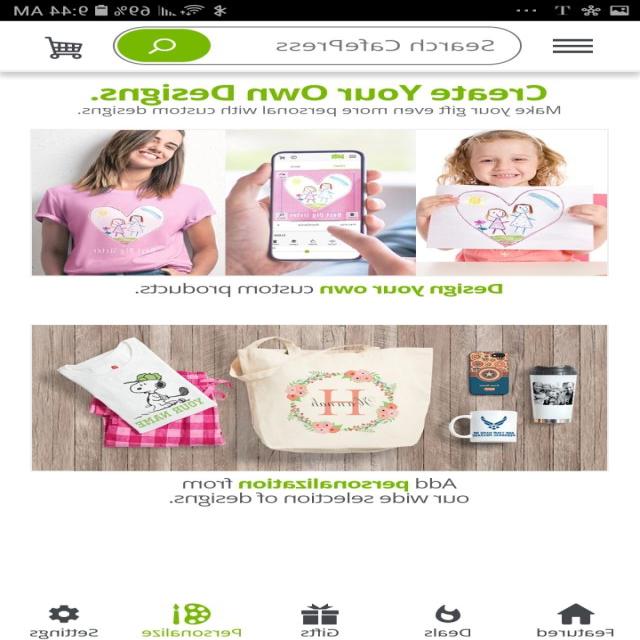 T ... 69% 9:44 AM
Search CafePress
Create Your Own Designs.
Make your gift even more personal with custom designs.
Best Big Sister
Design your own custom products.
YOUR NAME
H
Hannah
Add personalization from
our wide selection of designs.
Featured
Deals
Gifts
Personalize
Settings